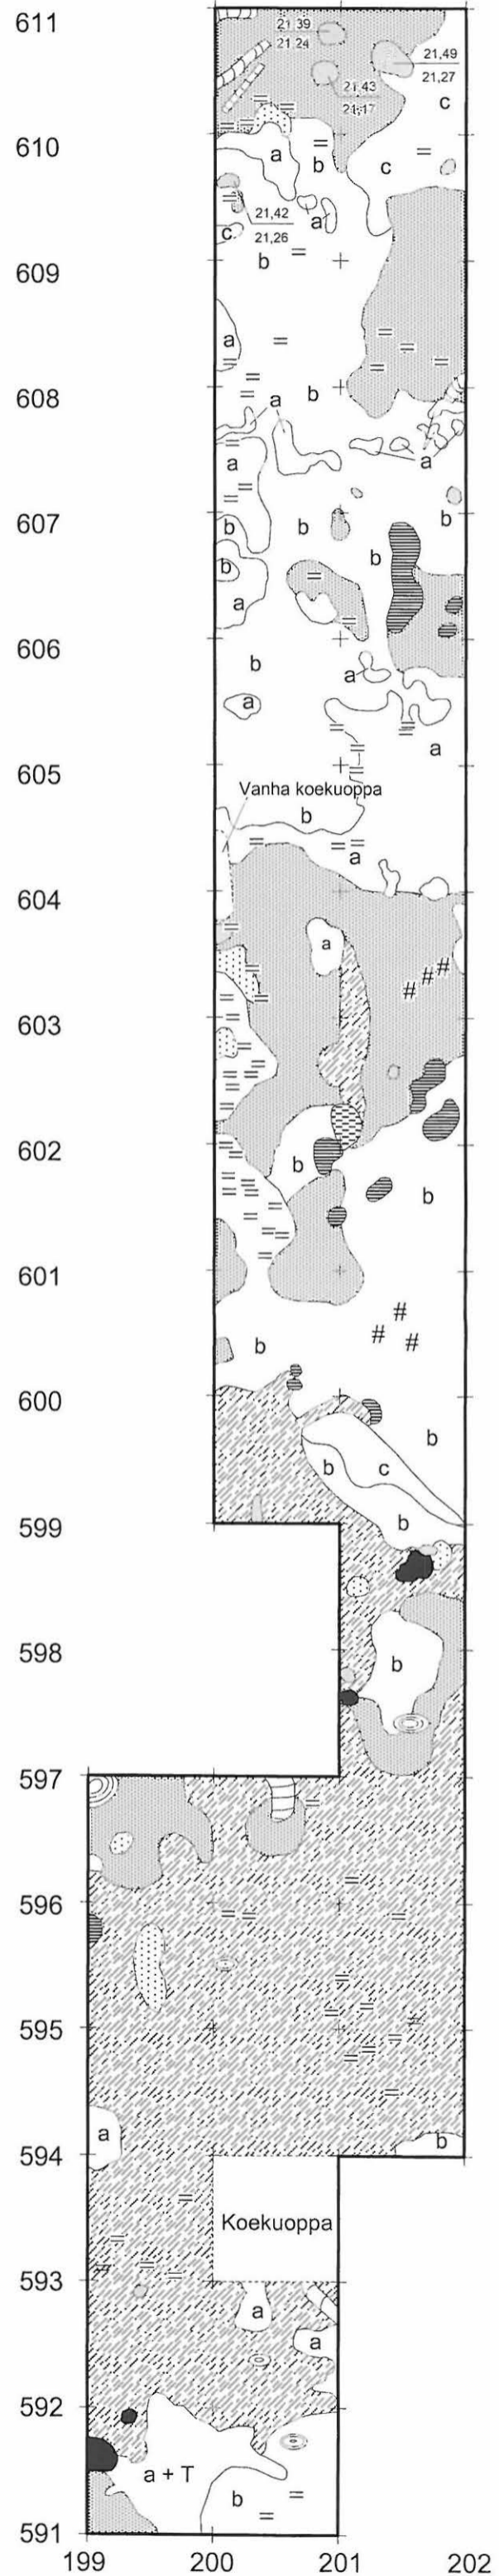 611
21,39
21,24
21,49
21,27
21,43
21,17
c
610
a
b
c
21,42
21,26
a
c
b
609
a
608
b
a
a
a
607
b
b
b
b
b
a
606
b
a
a
a
605
Vanha koekuoppa
b
a
604
a
# # #
603
602
b
b
601
#
# #
b
600
b
b
c
599
b
598
b
597
596
595
a
594
b
Koekuoppa
593
a
a
592
a + T
b
591
199
200
201
202